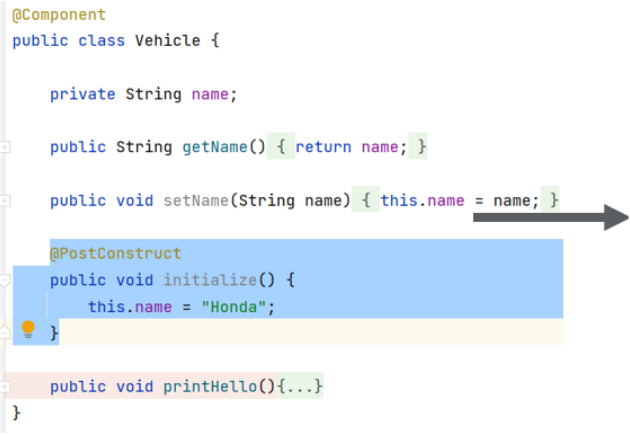 @Component
public class Vehicle {
private String name;
public String getName() { return name; }
public void setName(String name) { this.name = name; }
@PostConstruct
public void initialize() {
this.name = "Honda";
}
public void printHello(){...}
}